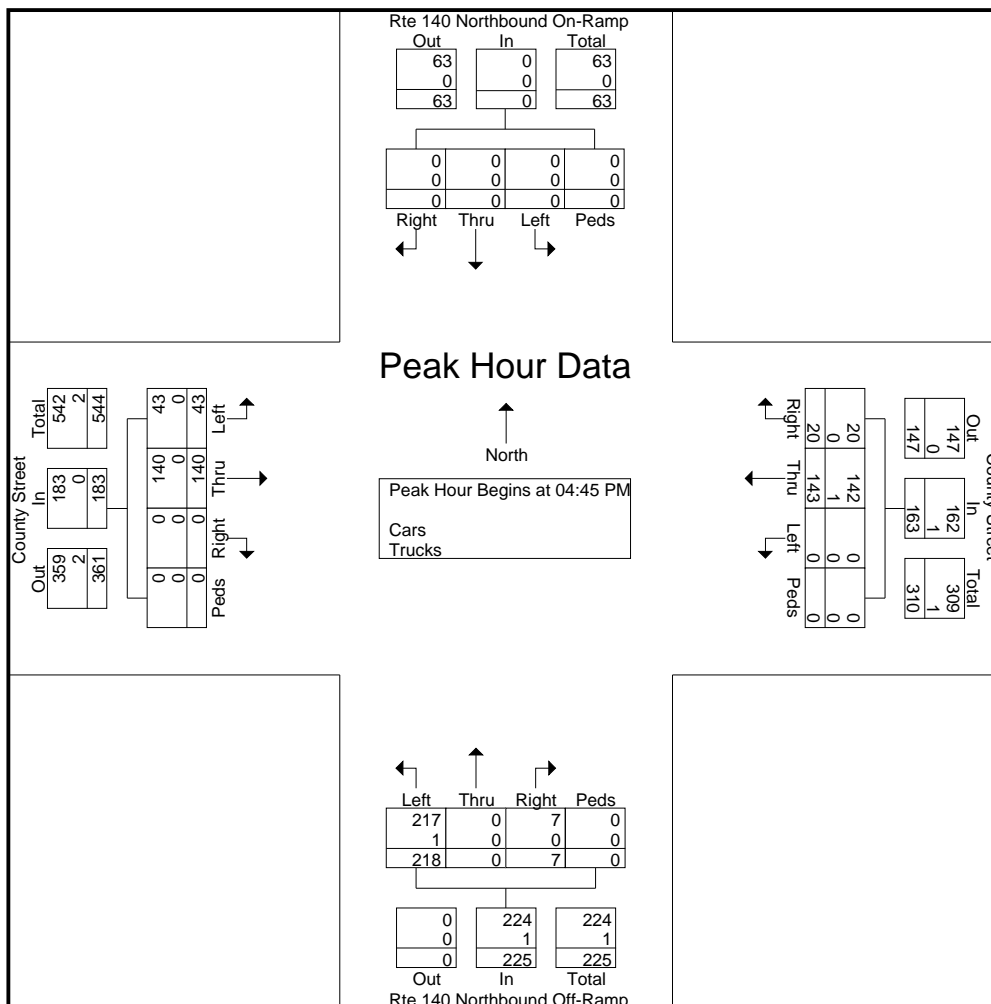 Rte 140 Northbound On-Ramp
Out In Total
63 0 63
0 0 0
63 0 63
0 0 0 0
0 0 0 0
0 0 0 0
Right Thru Left Peds
Peak Hour Data
North
Peak Hour Begins at 04:45 PM
Cars
Trucks
County Street
Total In Out
542 183 359
2 0 2
544 183 361
43 140 0 0
0 0 0 0
43 140 0 0
Left Thru Right Peds
County Street
Out In Total
147 162 309
0 1 1
147 163 310
20 142 0 0
0 1 0 0
20 143 0 0
Right Thru Left Peds
Left Thru Right Peds
217 0 7 0
1 0 0 0
218 0 7 0
0 224 224
0 1 1
0 225 225
Out In Total
Rte 140 Northbound Off-Ramp